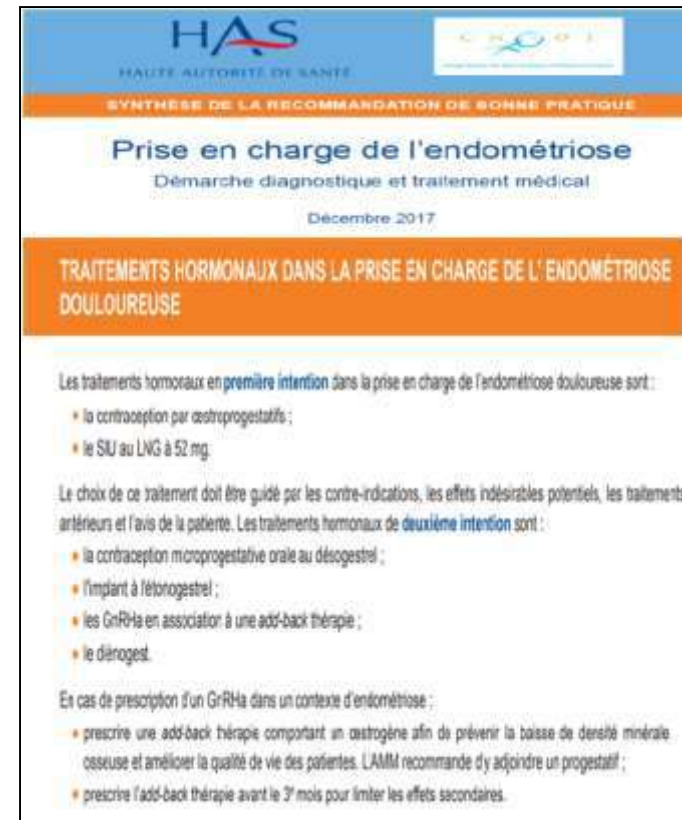 HAS
HAUTE AUTORITÉ DE SANTÉ
SYNTHÈSE DE LA RECOMMANDATION DE BONNE PRATIQUE
Prise en charge de l'endométriose
Démarche diagnostique et traitement médical
Décembre 2017
TRAITEMENTS HORMONAUX DANS LA PRISE EN CHARGE DE L' ENDOMÉTRIOSE
DOULOUREUSE
Les traitements hormonaux en première intention dans la prise en charge de l'endométriose douloureuse sont :
• la contraception par œstroprogestatifs ;
• le SIU au LNG à 52 mg.
Le choix de ce traitement doit être guidé par les contre-indications, les effets indésirables potentiels, les traitements
antérieurs et l'avis de la patiente. Les traitements hormonaux de deuxième intention sont :
• la contraception microprogestative orale au désogestrel ;
• l'implant à l'étonogestrel ;
• les GnRHa en association à une add-back thérapie ;
• le diénogest.
En cas de prescription d'un GnRHa dans un contexte d'endométriose :
• prescrire une add-back thérapie comportant un œstrogène afin de prévenir la baisse de densité minérale
osseuse et améliorer la qualité de vie des patientes. L'AMM recommande d'y adjoindre un progestatif ;
• prescrire l'add-back thérapie avant le 3e mois pour limiter les effets secondaires.